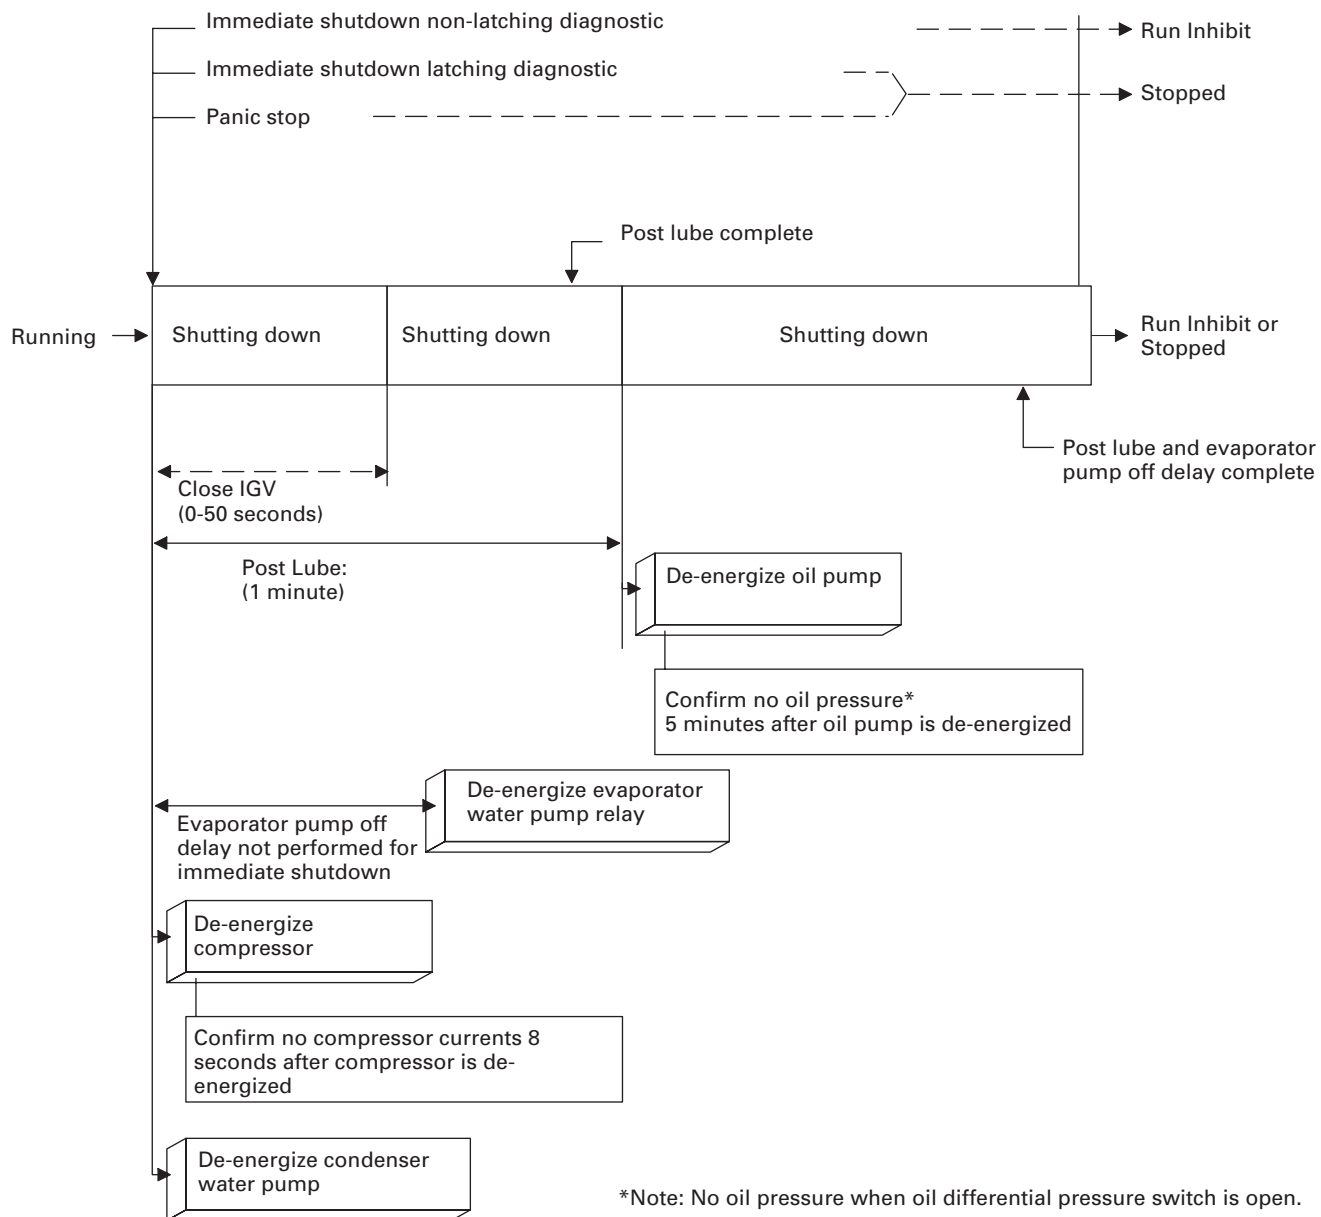 Immediate shutdown non-latching diagnostic
Run Inhibit
Immediate shutdown latching diagnostic
Stopped
Panic stop
Post lube complete
Running
Shutting down
Shutting down
Shutting down
Run Inhibit or
Stopped
Post lube and evaporator
pump off delay complete
Close IGV
(0-50 seconds)
Post Lube:
(1 minute)
De-energize oil pump
Confirm no oil pressure*
5 minutes after oil pump is de-energized
De-energize evaporator
water pump relay
Evaporator pump off
delay not performed for
immediate shutdown
De-energize
compressor
Confirm no compressor currents 8
seconds after compressor is de-
energized
De-energize condenser
water pump
*Note: No oil pressure when oil differential pressure switch is open.